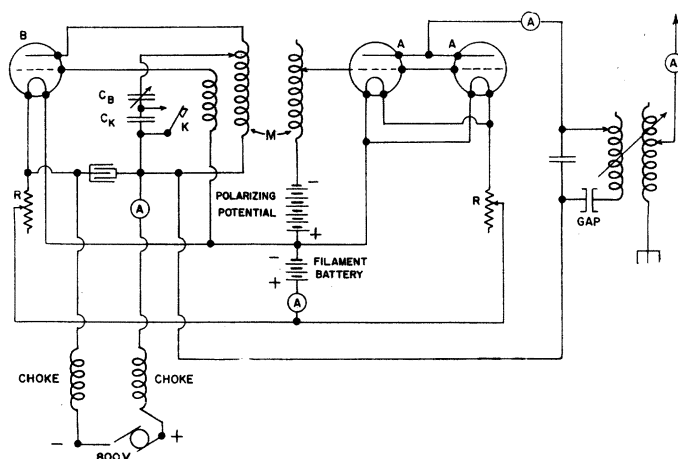 B
A
A
A
A
C_B
C_K
K
M
R
A
POLARIZING
POTENTIAL
−
+
−
+
FILAMENT
BATTERY
A
R
GAP
CHOKE
CHOKE
−
+
800V